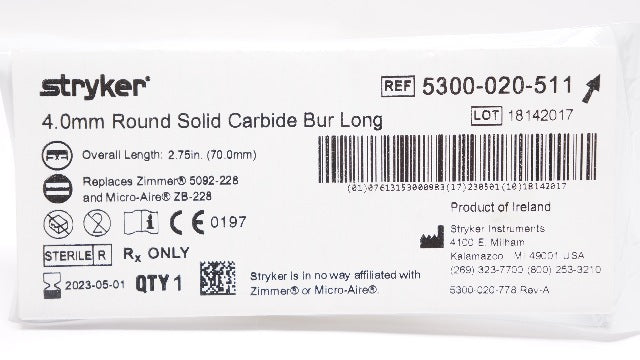 stryker®
REF 5300-020-511
LOT 18142017
4.0mm Round Solid Carbide Bur Long
Overall Length: 2.75in. (70.0mm)
Replaces Zimmer® 5092-228
and Micro-Aire® ZB-228
(01)07613153000983(17)230501(10)18142017
2 i CE 0197
STERILE R Rx ONLY
2023-05-01 QTY 1
Stryker is in no way affiliated with
Zimmer® or Micro-Aire®.
Product of Ireland
Stryker Instruments
4100 E. Milham
Kalamazoo, MI 49001 USA
(269) 323-7700 (800) 253-3210
5300-020-778 Rev-A